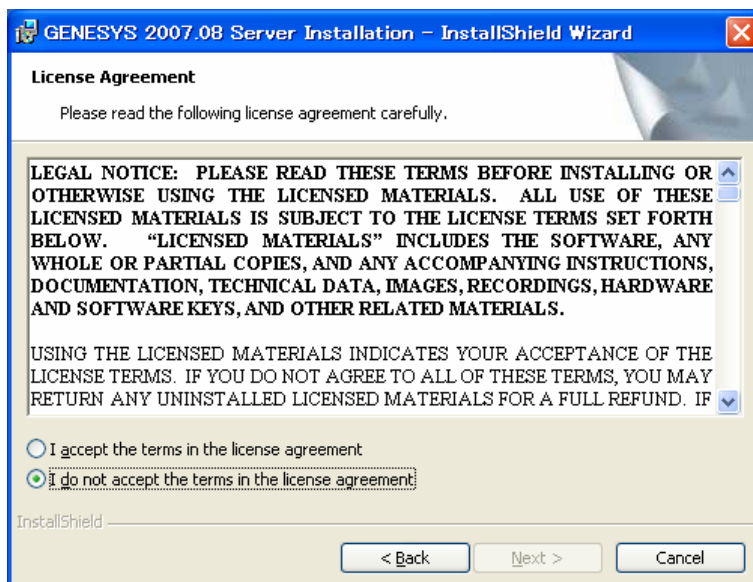 GENESYS 2007.08 Server Installation - InstallShield Wizard
License Agreement
Please read the following license agreement carefully.
LEGAL NOTICE: PLEASE READ THESE TERMS BEFORE INSTALLING OR
OTHERWISE USING THE LICENSED MATERIALS. ALL USE OF THESE
LICENSED MATERIALS IS SUBJECT TO THE LICENSE TERMS SET FORTH
BELOW. “LICENSED MATERIALS” INCLUDES THE SOFTWARE, ANY
WHOLE OR PARTIAL COPIES, AND ANY ACCOMPANYING INSTRUCTIONS,
DOCUMENTATION, TECHNICAL DATA, IMAGES, RECORDINGS, HARDWARE
AND SOFTWARE KEYS, AND OTHER RELATED MATERIALS.
USING THE LICENSED MATERIALS INDICATES YOUR ACCEPTANCE OF THE
LICENSE TERMS. IF YOU DO NOT AGREE TO ALL OF THESE TERMS, YOU MAY
RETURN ANY UNINSTALLED LICENSED MATERIALS FOR A FULL REFUND. IF
I accept the terms in the license agreement
I do not accept the terms in the license agreement
InstallShield
< Back
Next >
Cancel